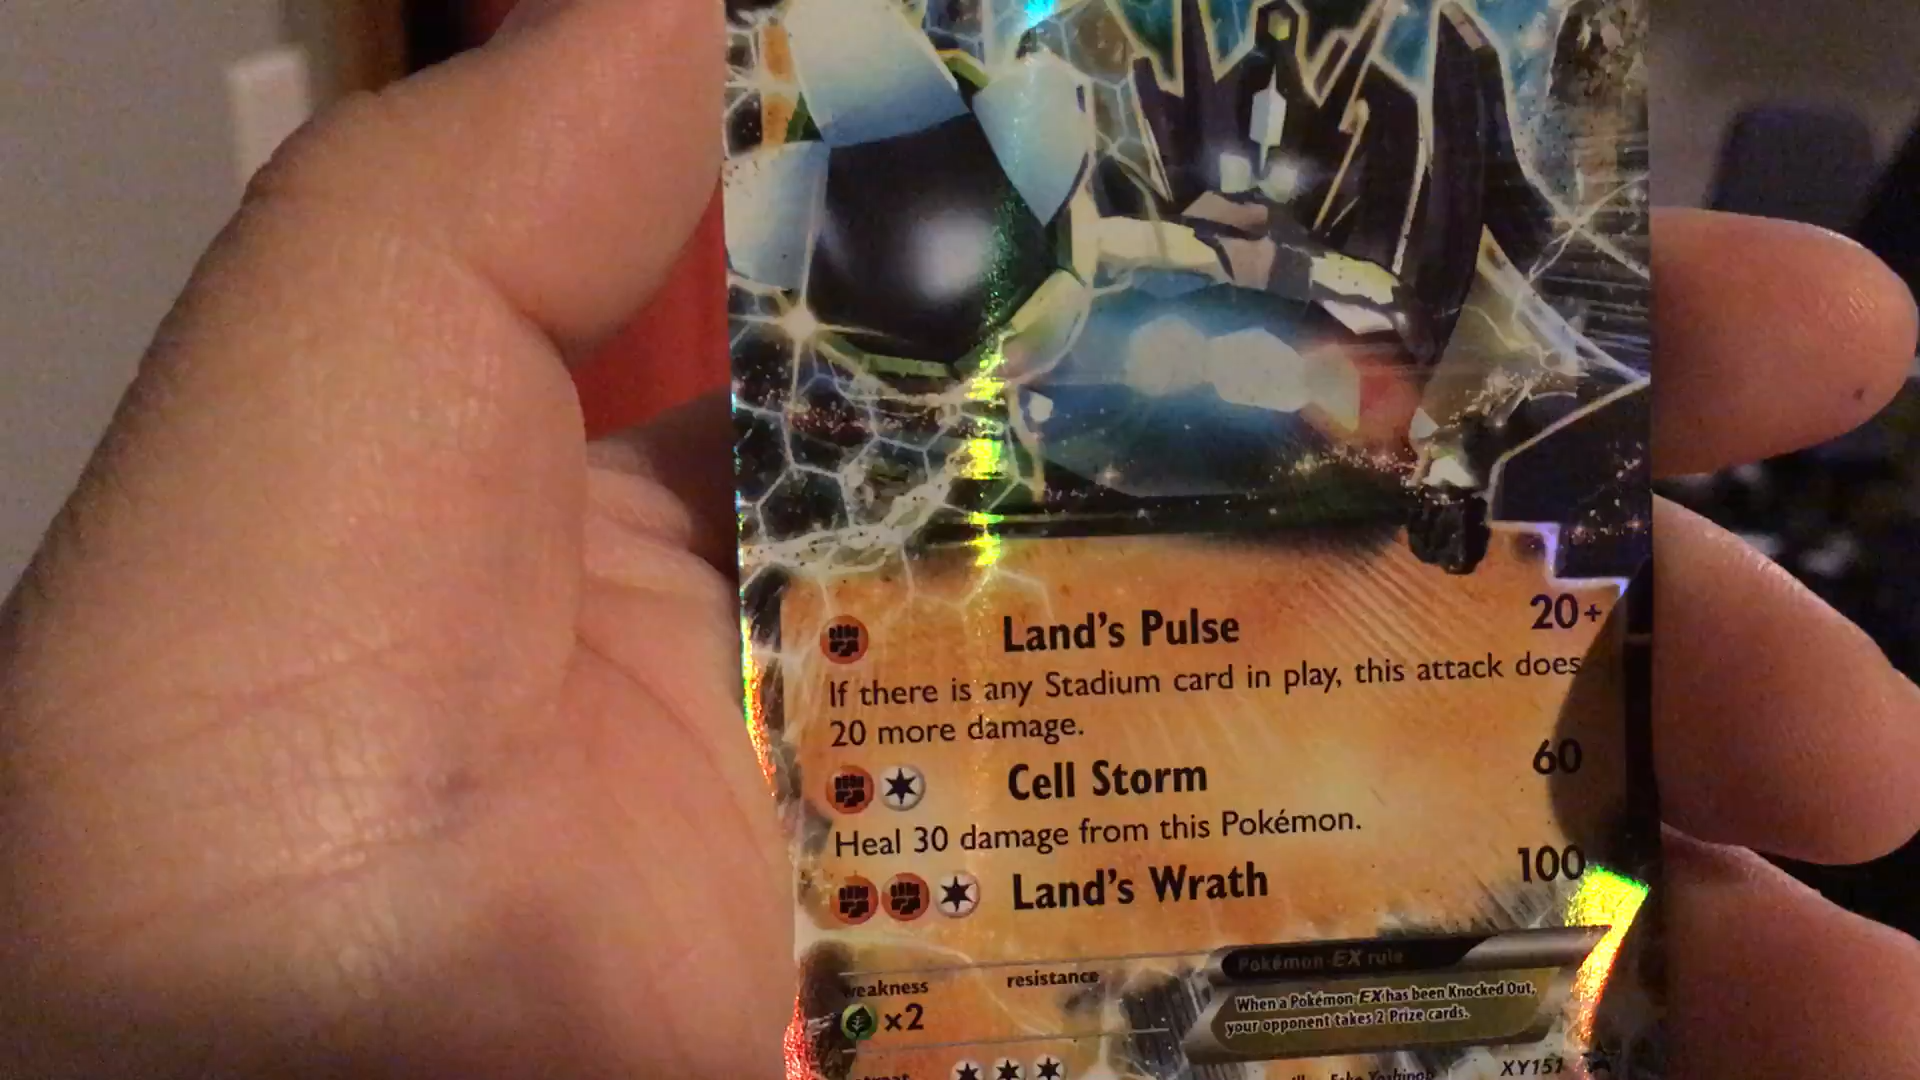 Land's Pulse 20+
If there is any Stadium card in play, this attack does
20 more damage.
Cell Storm 60
Heal 30 damage from this Pokémon.
Land's Wrath 100
weakness resistance
x2
Pokémon-EX rule
When a Pokémon-EX has been Knocked Out,
your opponent takes 2 Prize cards.
XY151